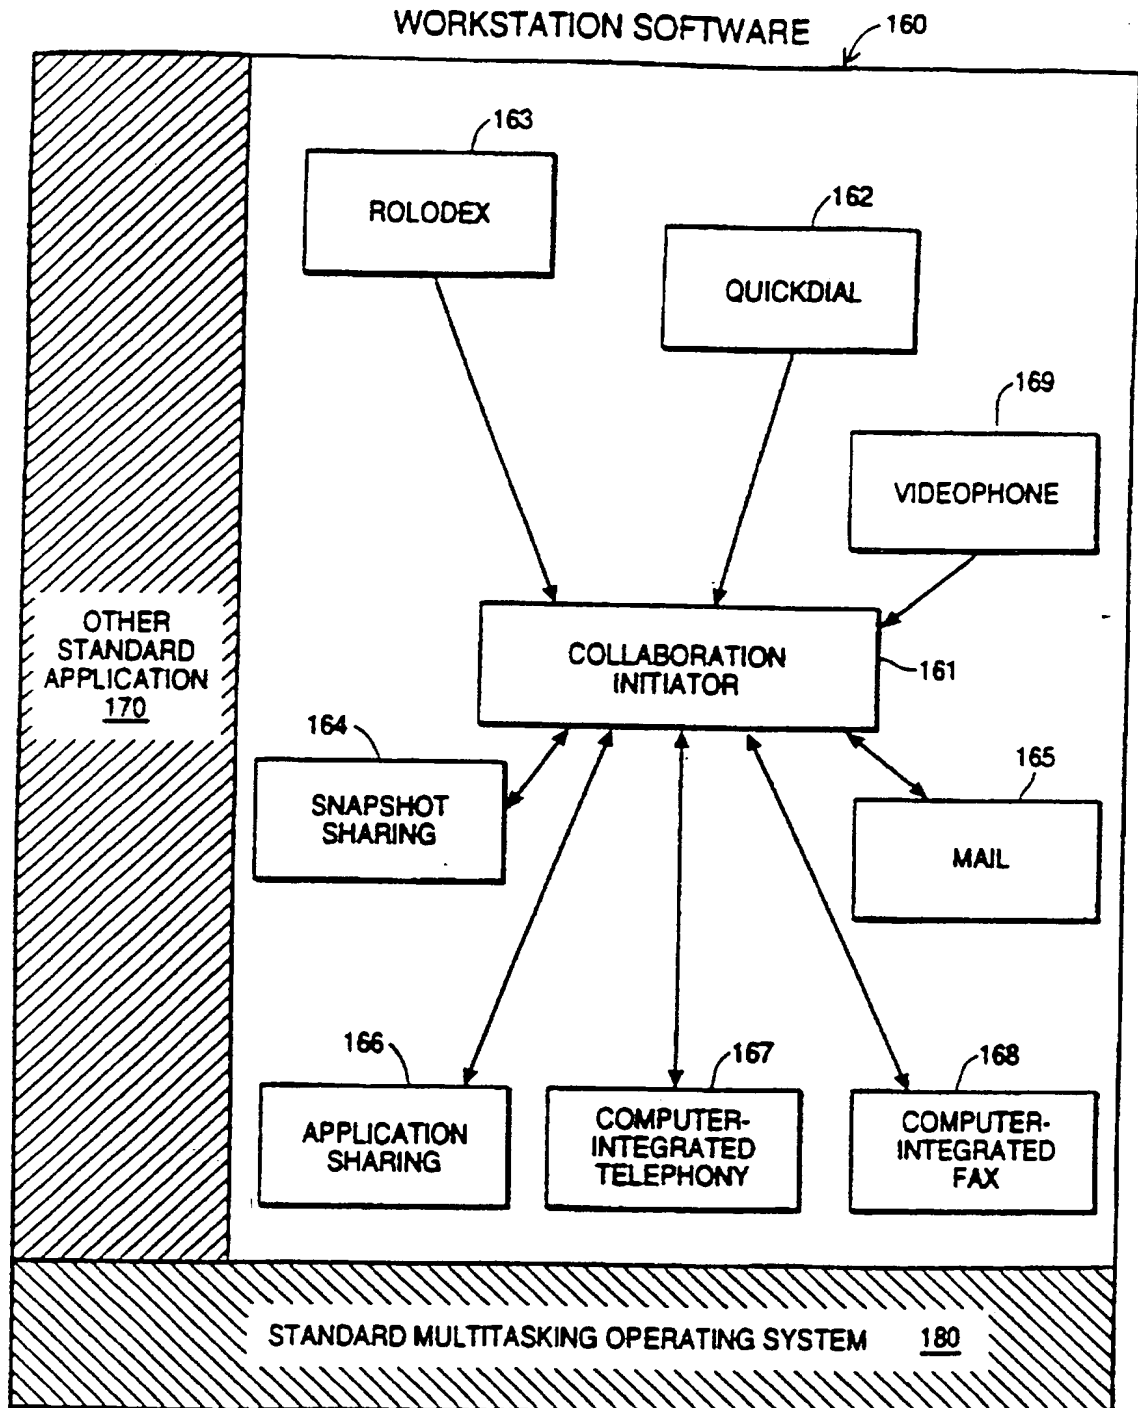 WORKSTATION SOFTWARE
160
163
ROLODEX
162
QUICKDIAL
169
VIDEOPHONE
COLLABORATION
INITIATOR
161
OTHER
STANDARD
APPLICATION
170
164
SNAPSHOT
SHARING
165
MAIL
166
APPLICATION
SHARING
167
COMPUTER-
INTEGRATED
TELEPHONY
168
COMPUTER-
INTEGRATED
FAX
STANDARD MULTITASKING OPERATING SYSTEM 180